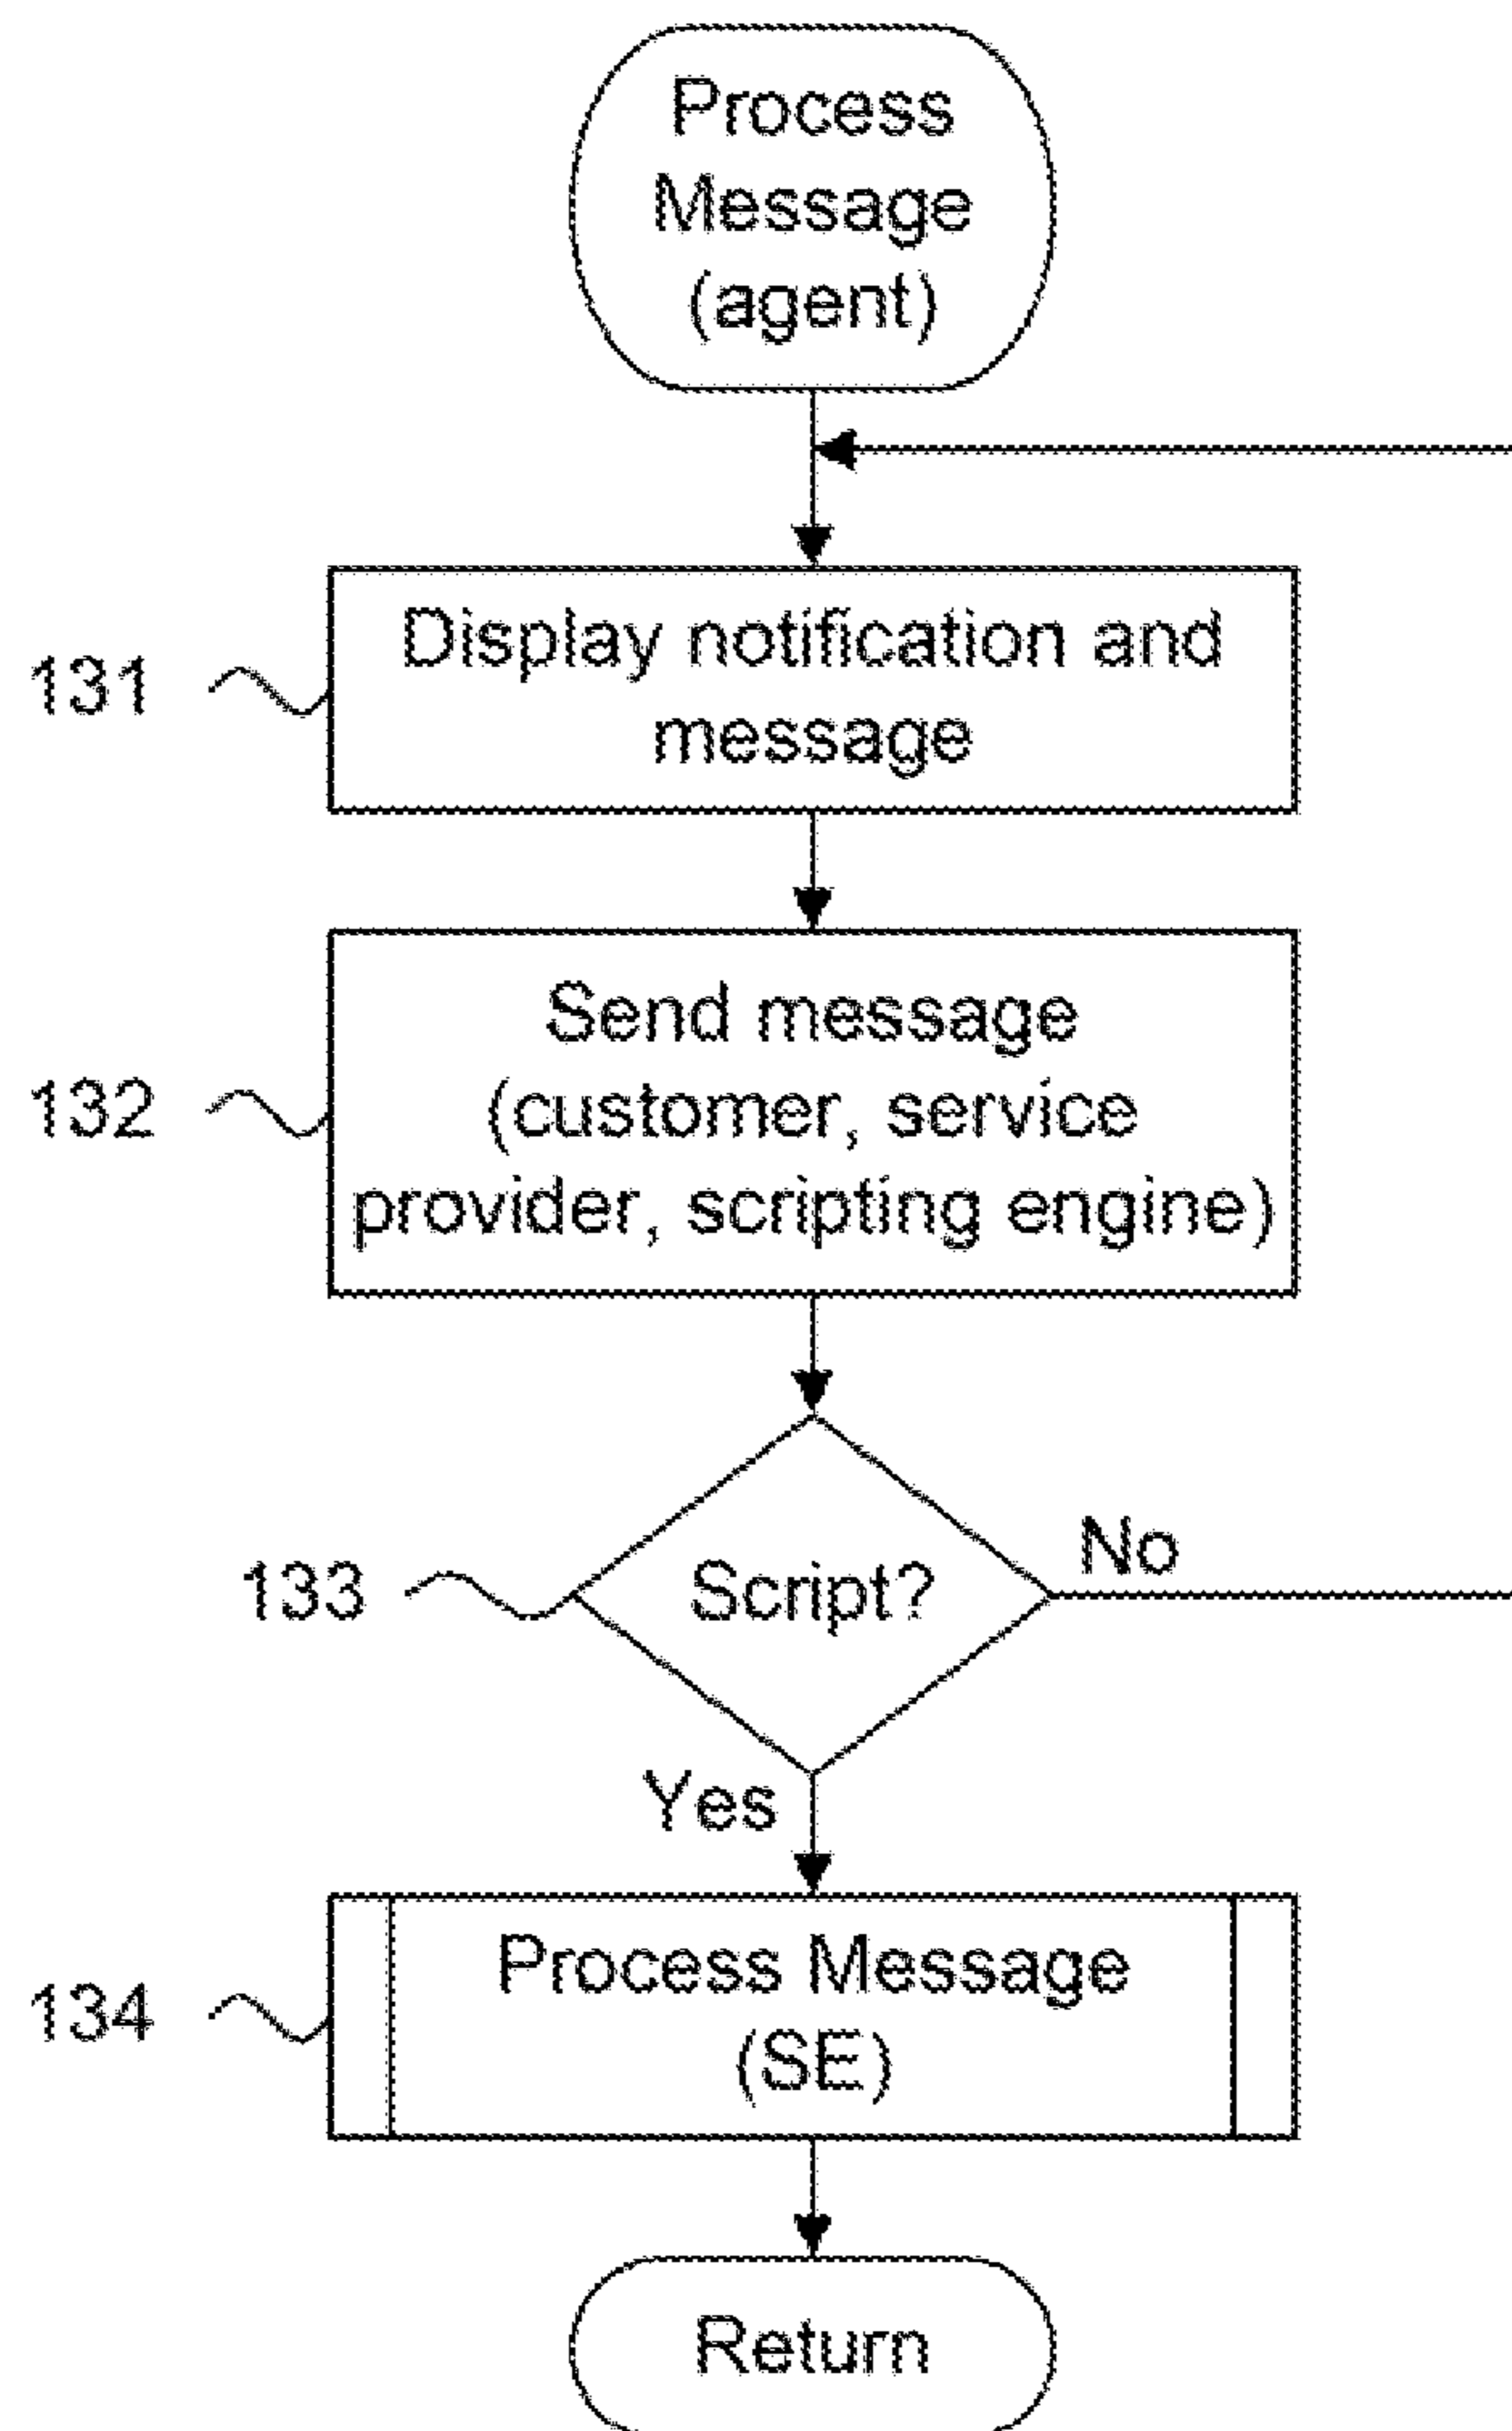 Process
Message
(agent)
131
Display notification and
message
132
Send message
(customer, service
provider, scripting engine)
133
Script?
No
Yes
134
Process Message
(SE)
Return